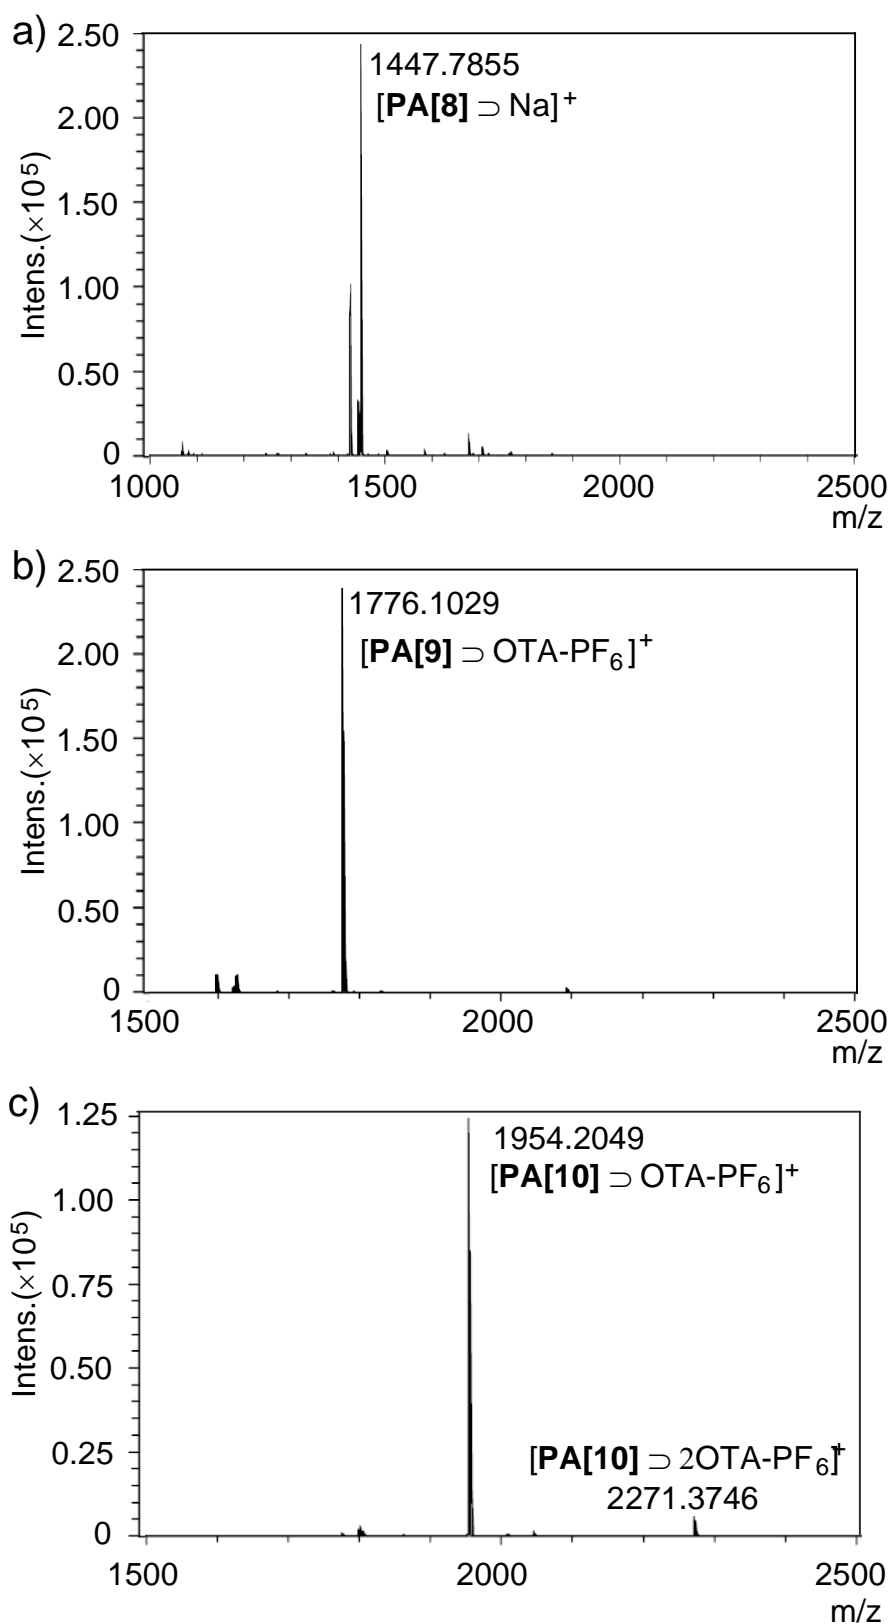 a)
2.50
2.00
1.50
1.00
0.50
0
Intens.(×10⁵)
1447.7855
[PA[8] ⊃ Na]⁺
1000 1500 2000 2500
m/z
b)
2.50
2.00
1.50
1.00
0.50
0
Intens.(×10⁵)
1776.1029
[PA[9] ⊃ OTA-PF₆]⁺
1500 2000 2500
m/z
c)
1.25
1.00
0.75
0.50
0.25
0
Intens.(×10⁵)
1954.2049
[PA[10] ⊃ OTA-PF₆]⁺
[PA[10] ⊃ 2OTA-PF₆]⁺
2271.3746
1500 2000 2500
m/z